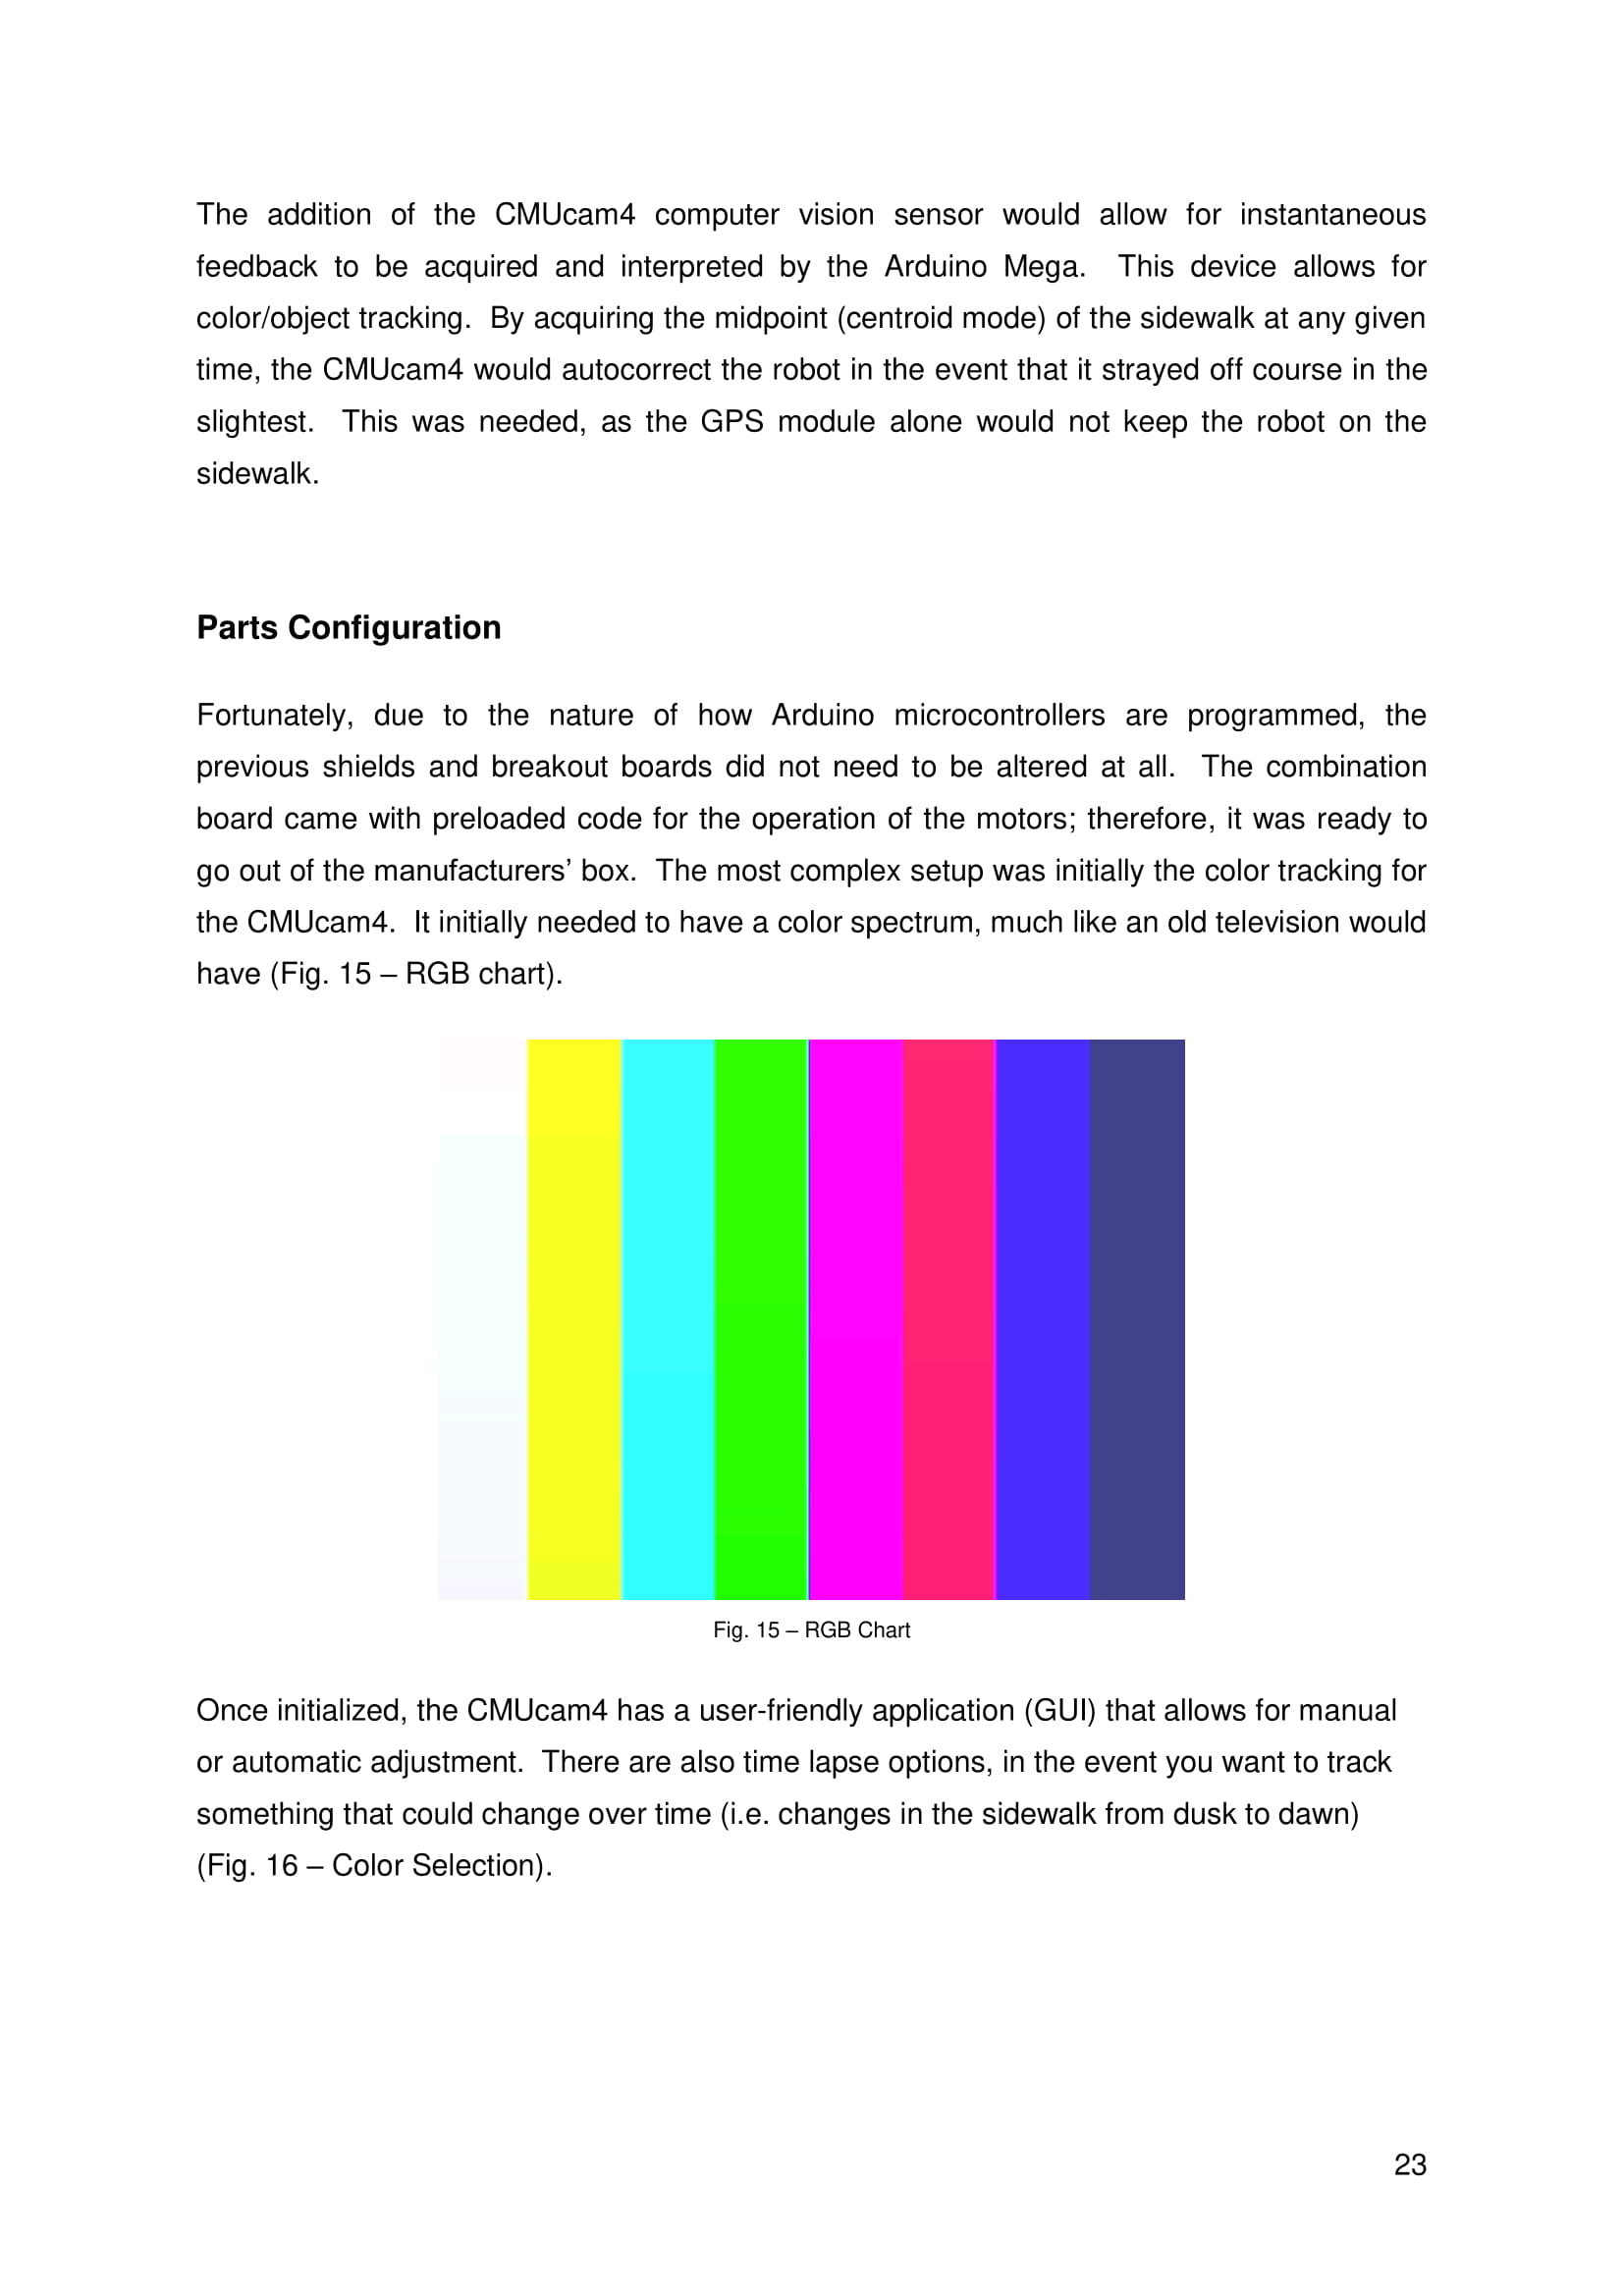 The addition of the CMUcam4 computer vision sensor would allow for instantaneous
feedback to be acquired and interpreted by the Arduino Mega.  This device allows for
color/object tracking.  By acquiring the midpoint (centroid mode) of the sidewalk at any given
time, the CMUcam4 would autocorrect the robot in the event that it strayed off course in the
slightest.  This was needed, as the GPS module alone would not keep the robot on the
sidewalk.
Parts Configuration
Fortunately, due to the nature of how Arduino microcontrollers are programmed, the
previous shields and breakout boards did not need to be altered at all.  The combination
board came with preloaded code for the operation of the motors; therefore, it was ready to
go out of the manufacturers’ box.  The most complex setup was initially the color tracking for
the CMUcam4.  It initially needed to have a color spectrum, much like an old television would
have (Fig. 15 – RGB chart).
Fig. 15 – RGB Chart
Once initialized, the CMUcam4 has a user-friendly application (GUI) that allows for manual
or automatic adjustment.  There are also time lapse options, in the event you want to track
something that could change over time (i.e. changes in the sidewalk from dusk to dawn)
(Fig. 16 – Color Selection).
23